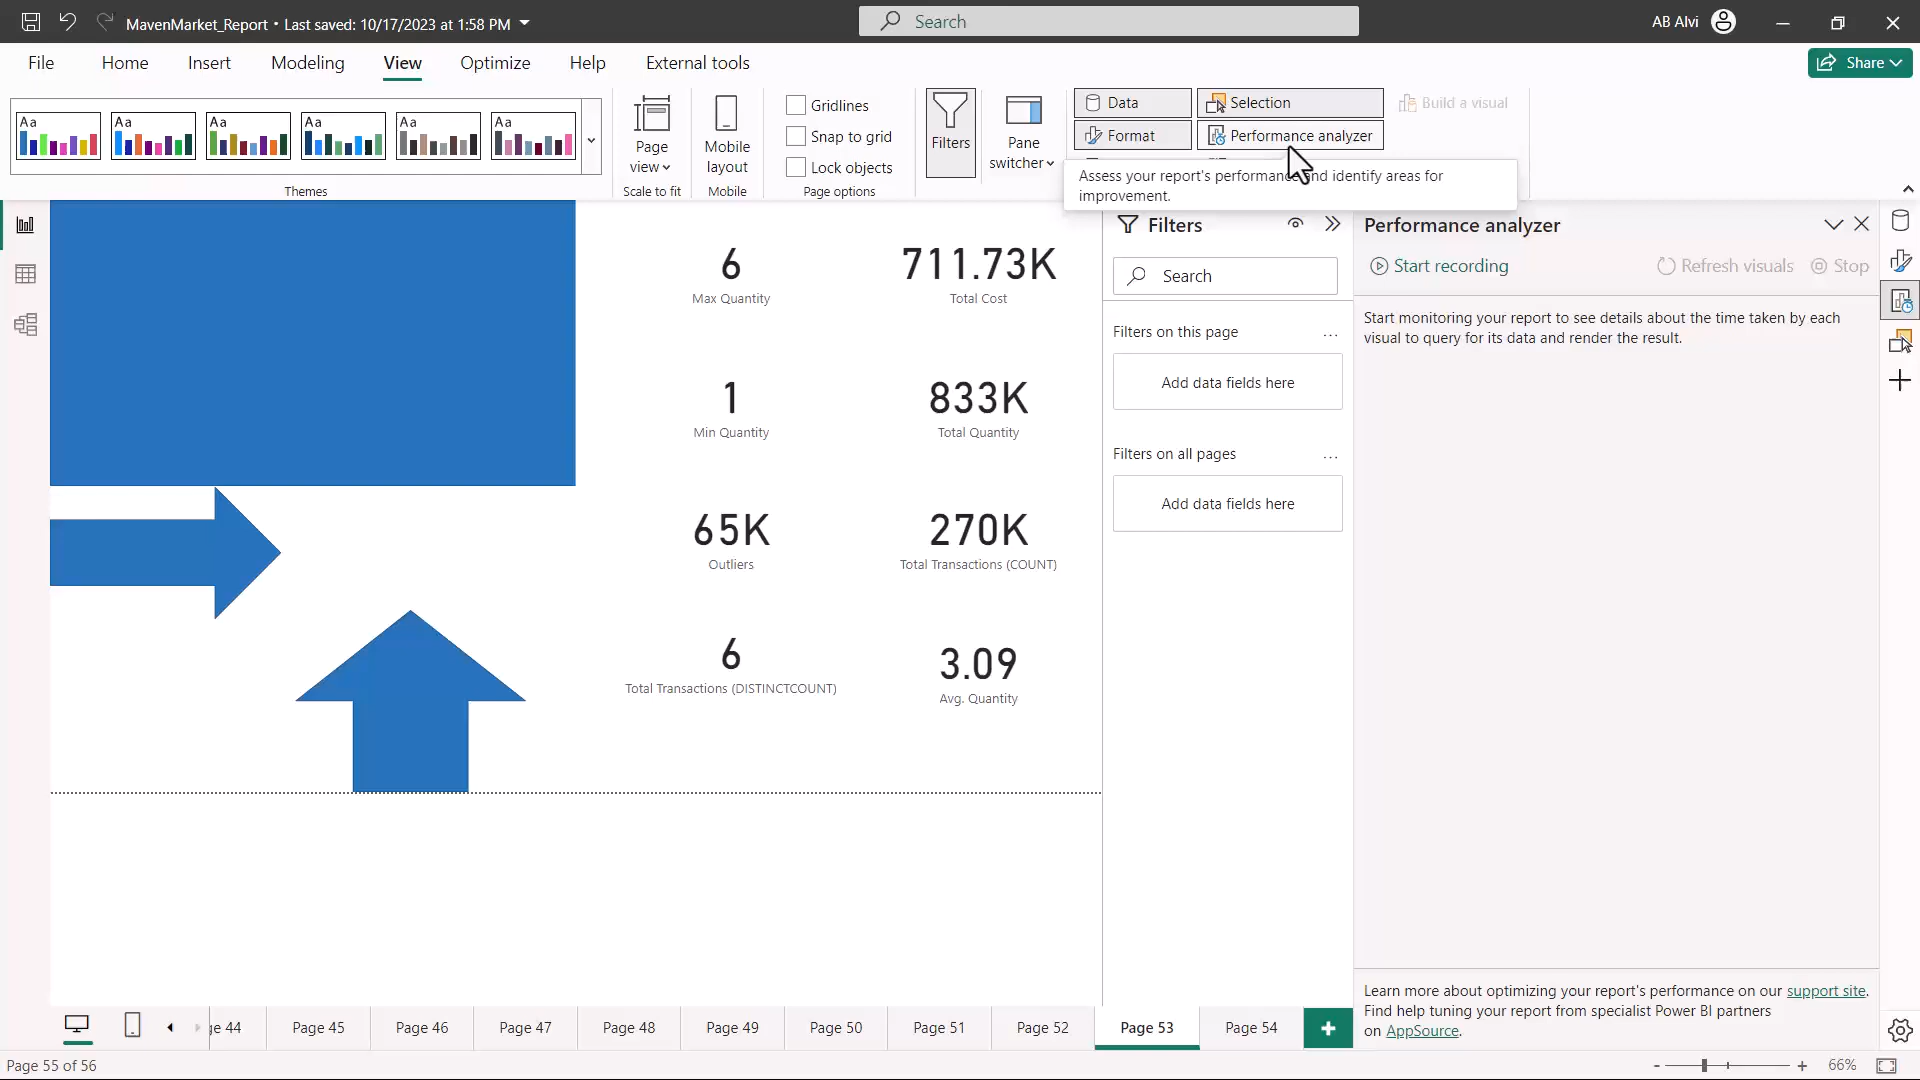 MavenMarket_Report • Last saved: 10/17/2023 at 1:58 PM
Search
AB Alvi
File
Home
Insert
Modeling
View
Optimize
Help
External tools
Share
Aa
Aa
Aa
Aa
Aa
Aa
Themes
Page
view
Scale to fit
Mobile
layout
Mobile
Gridlines
Snap to grid
Lock objects
Page options
Filters
Pane
switcher
Data
Format
Selection
Performance analyzer
Build a visual
Assess your report's performance and identify areas for
improvement.
6
Max Quantity
711.73K
Total Cost
1
Min Quantity
833K
Total Quantity
65K
Outliers
270K
Total Transactions (COUNT)
6
Total Transactions (DISTINCTCOUNT)
3.09
Avg. Quantity
Filters
Search
Filters on this page
...
Add data fields here
Filters on all pages
...
Add data fields here
Performance analyzer
Start recording
Refresh visuals
Stop
Start monitoring your report to see details about the time taken by each
visual to query for its data and render the result.
Learn more about optimizing your report's performance on our support site.
Find help tuning your report from specialist Power BI partners
on AppSource.
ge 44
Page 45
Page 46
Page 47
Page 48
Page 49
Page 50
Page 51
Page 52
Page 53
Page 54
Page 55 of 56
66%